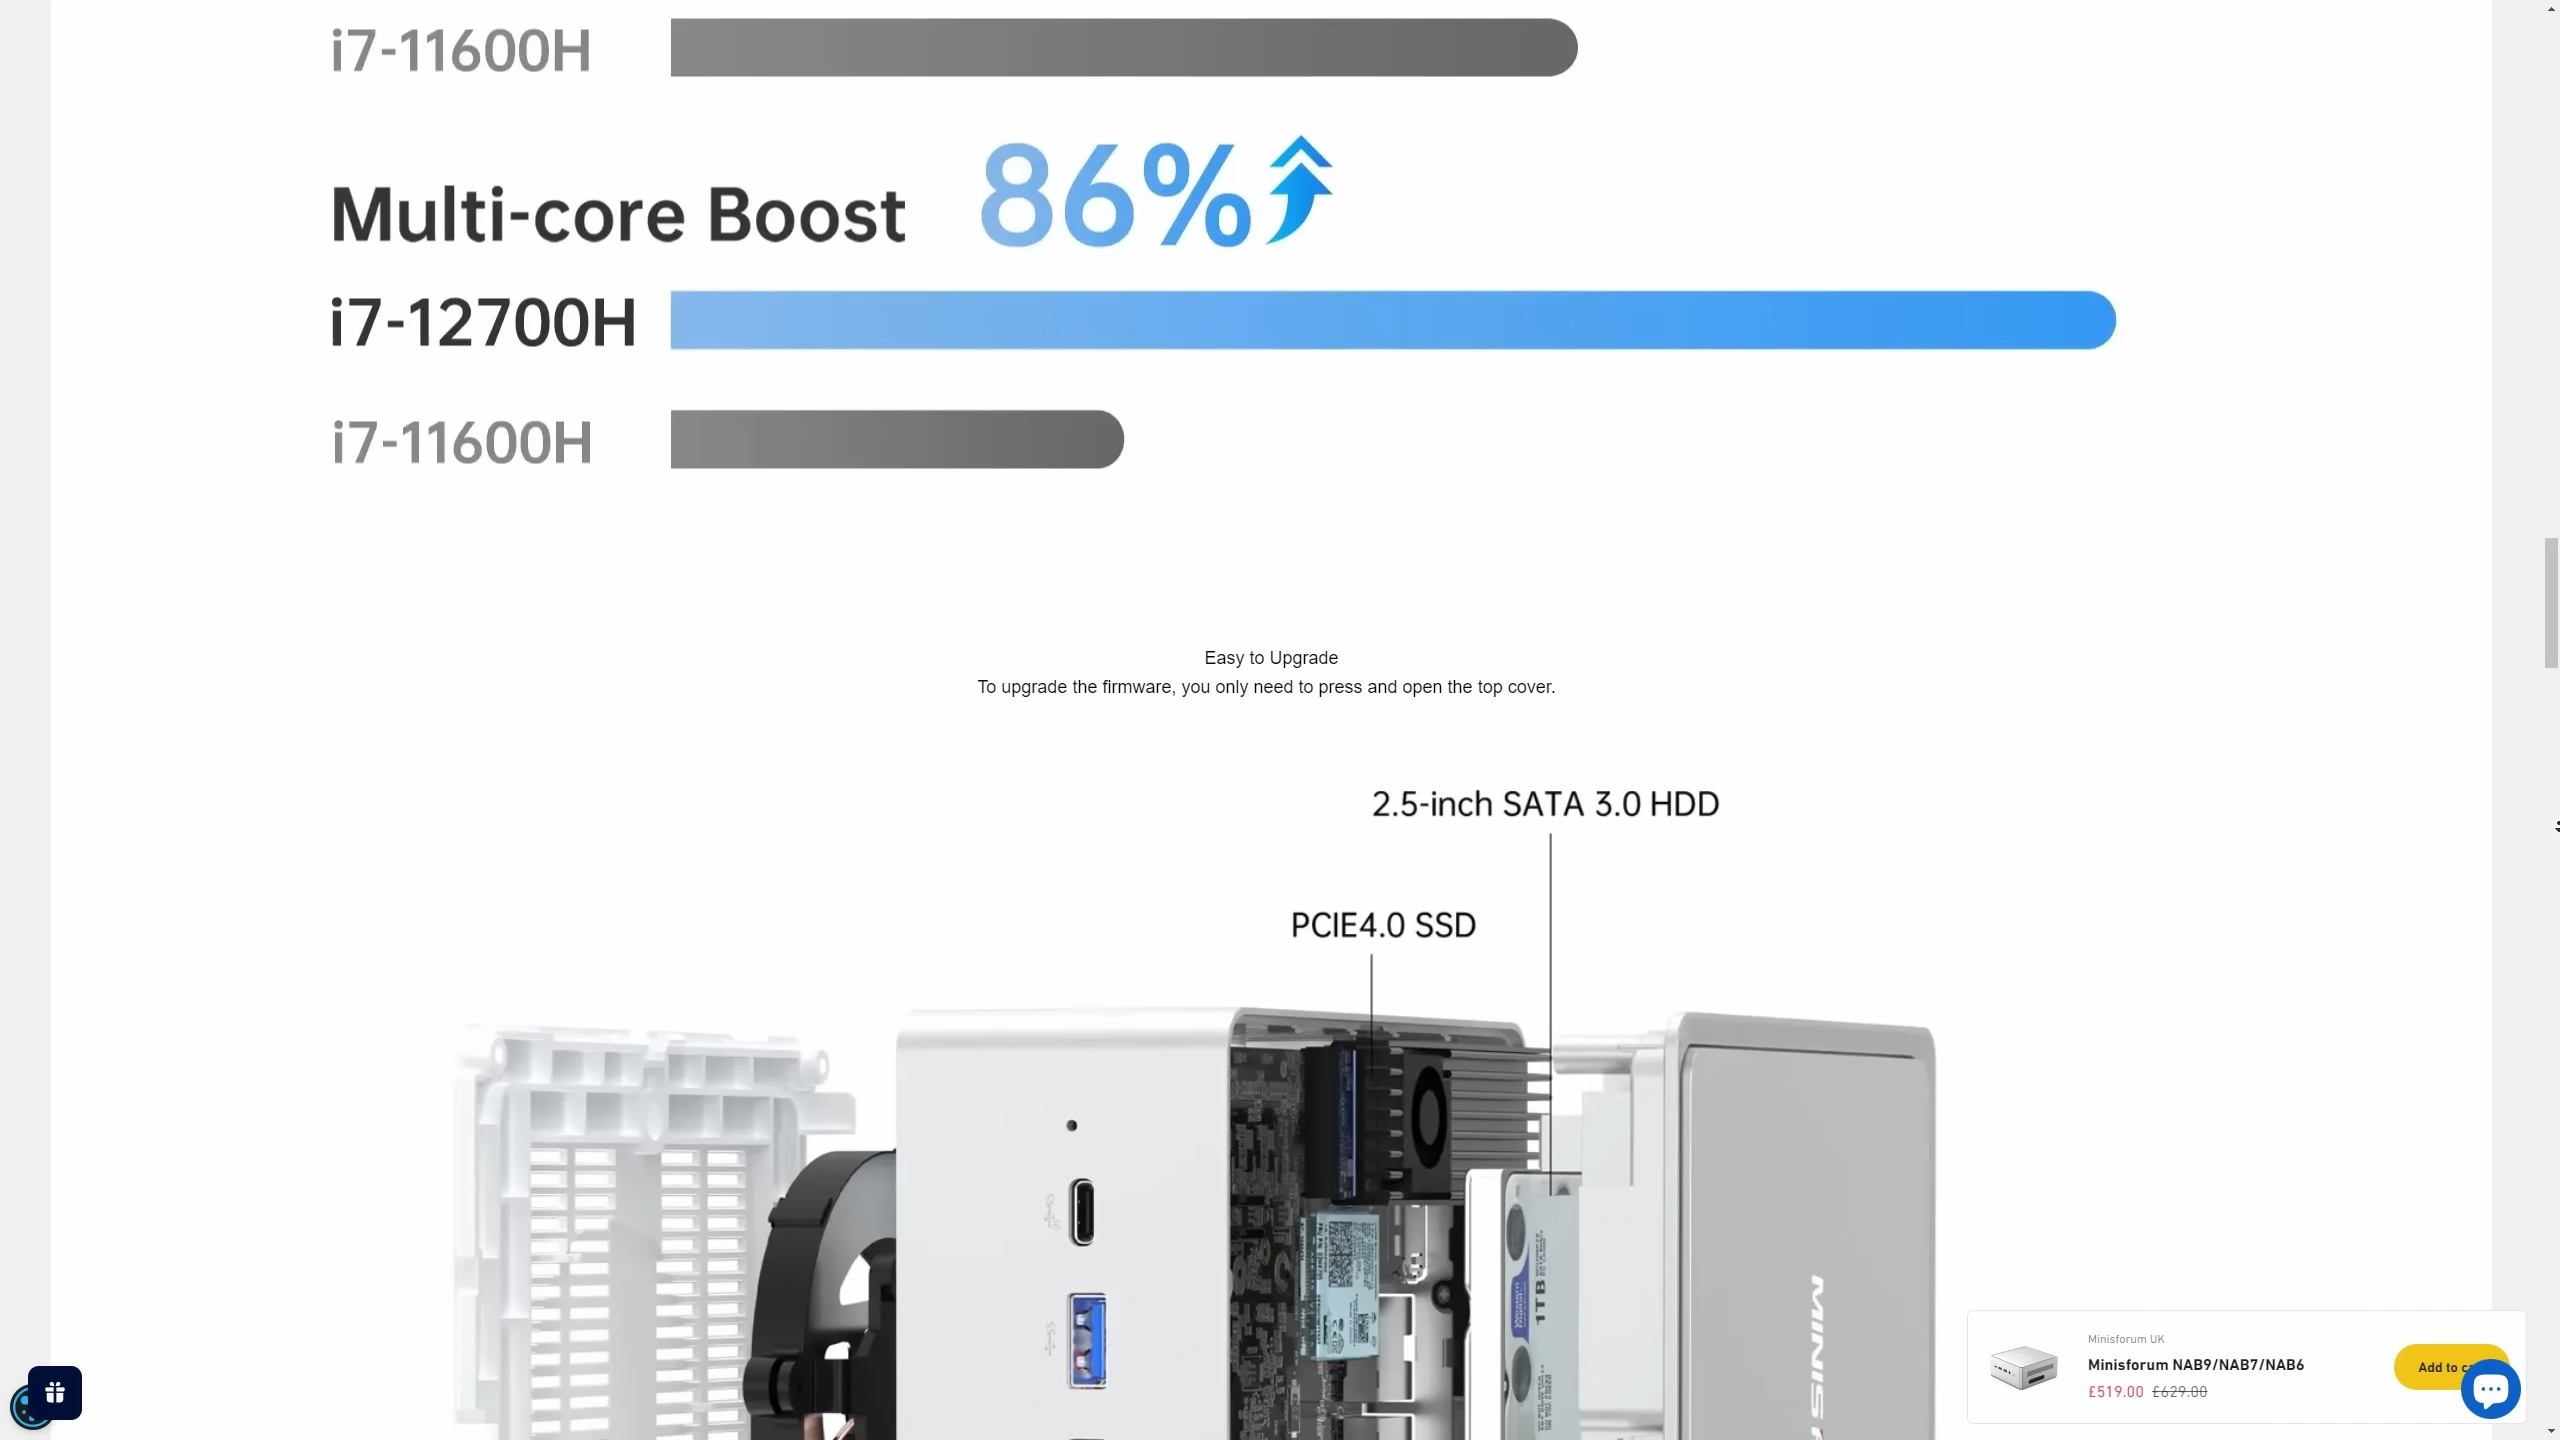 i7-11600H
Multi-core Boost 86%
i7-12700H
i7-11600H
Easy to Upgrade
To upgrade the firmware, you only need to press and open the top cover.
2.5-inch SATA 3.0 HDD
PCIE4.0 SSD
1TB
Minisforum UK
Minisforum NAB9/NAB7/NAB6
£519.00 £629.00
Add to